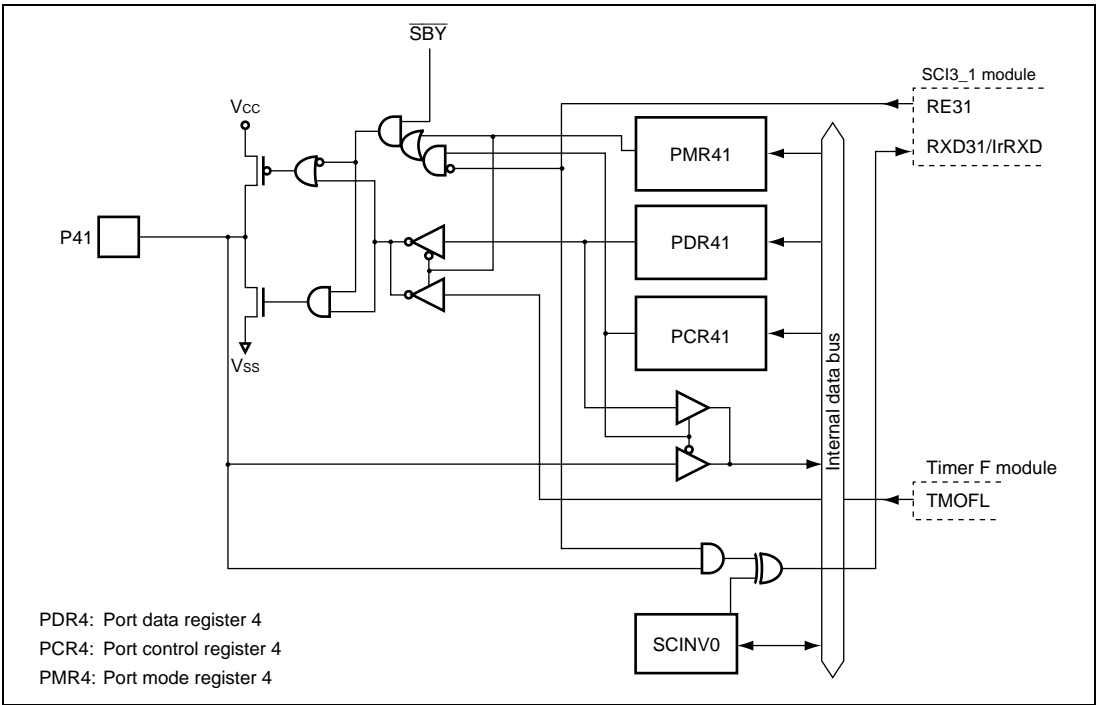 SBY
SCI3_1 module
RE31
RXD31/IrRXD
VCC
PMR41
P41
PDR41
PCR41
VSS
Internal data bus
Timer F module
TMOFL
SCINV0
PDR4: Port data register 4
PCR4: Port control register 4
PMR4: Port mode register 4